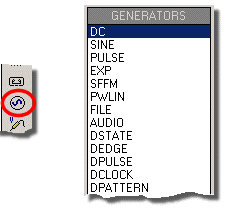 GENERATORS
DC
SINE
PULSE
EXP
SFFM
PWLIN
FILE
AUDIO
DSTATE
DEDGE
DPULSE
DCLOCK
DPATTERN